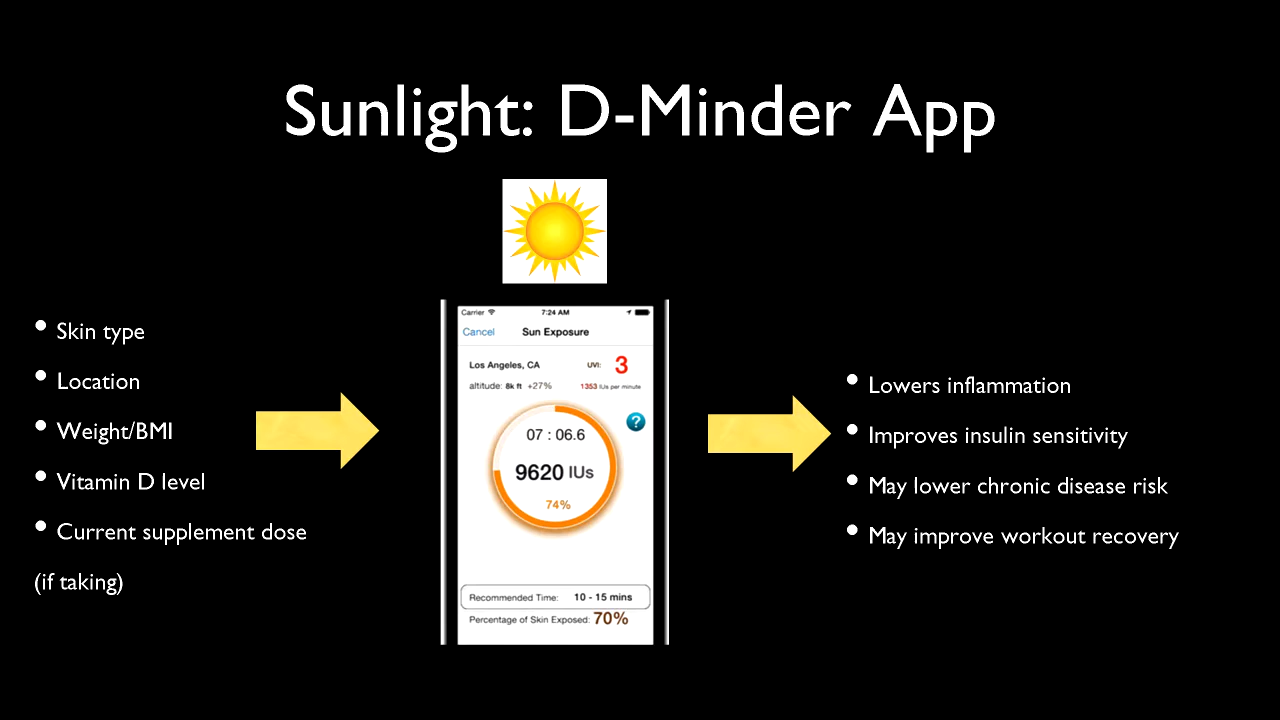 Sunlight: D-Minder App
• Skin type
• Location
• Weight/BMI
• Vitamin D level
• Current supplement dose
(if taking)
Carrier 7:24 AM
Cancel Sun Exposure
Los Angeles, CA UVI: 3
altitude: 8k ft +27% 1353 IUs per minute
?
07 : 06.6
9620 IUs
74%
Recommended Time: 10 - 15 mins
Percentage of Skin Exposed: 70%
• Lowers inflammation
• Improves insulin sensitivity
• May lower chronic disease risk
• May improve workout recovery